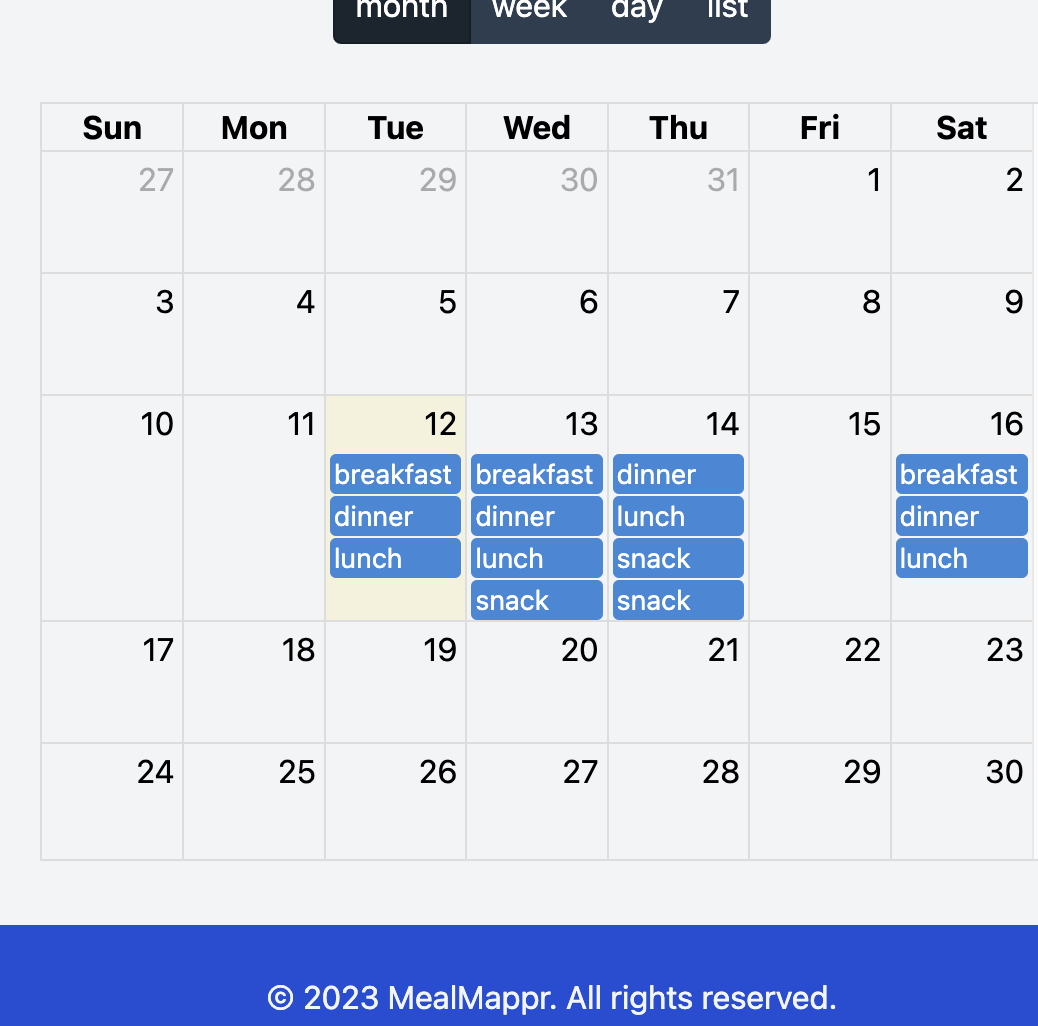 month week day list
Sun Mon Tue Wed Thu Fri Sat
27 28 29 30 31 1 2
3 4 5 6 7 8 9
10 11 12 13 14 15 16
breakfast breakfast dinner breakfast
dinner dinner lunch dinner
lunch lunch snack lunch
snack snack
17 18 19 20 21 22 23
24 25 26 27 28 29 30
© 2023 MealMappr. All rights reserved.